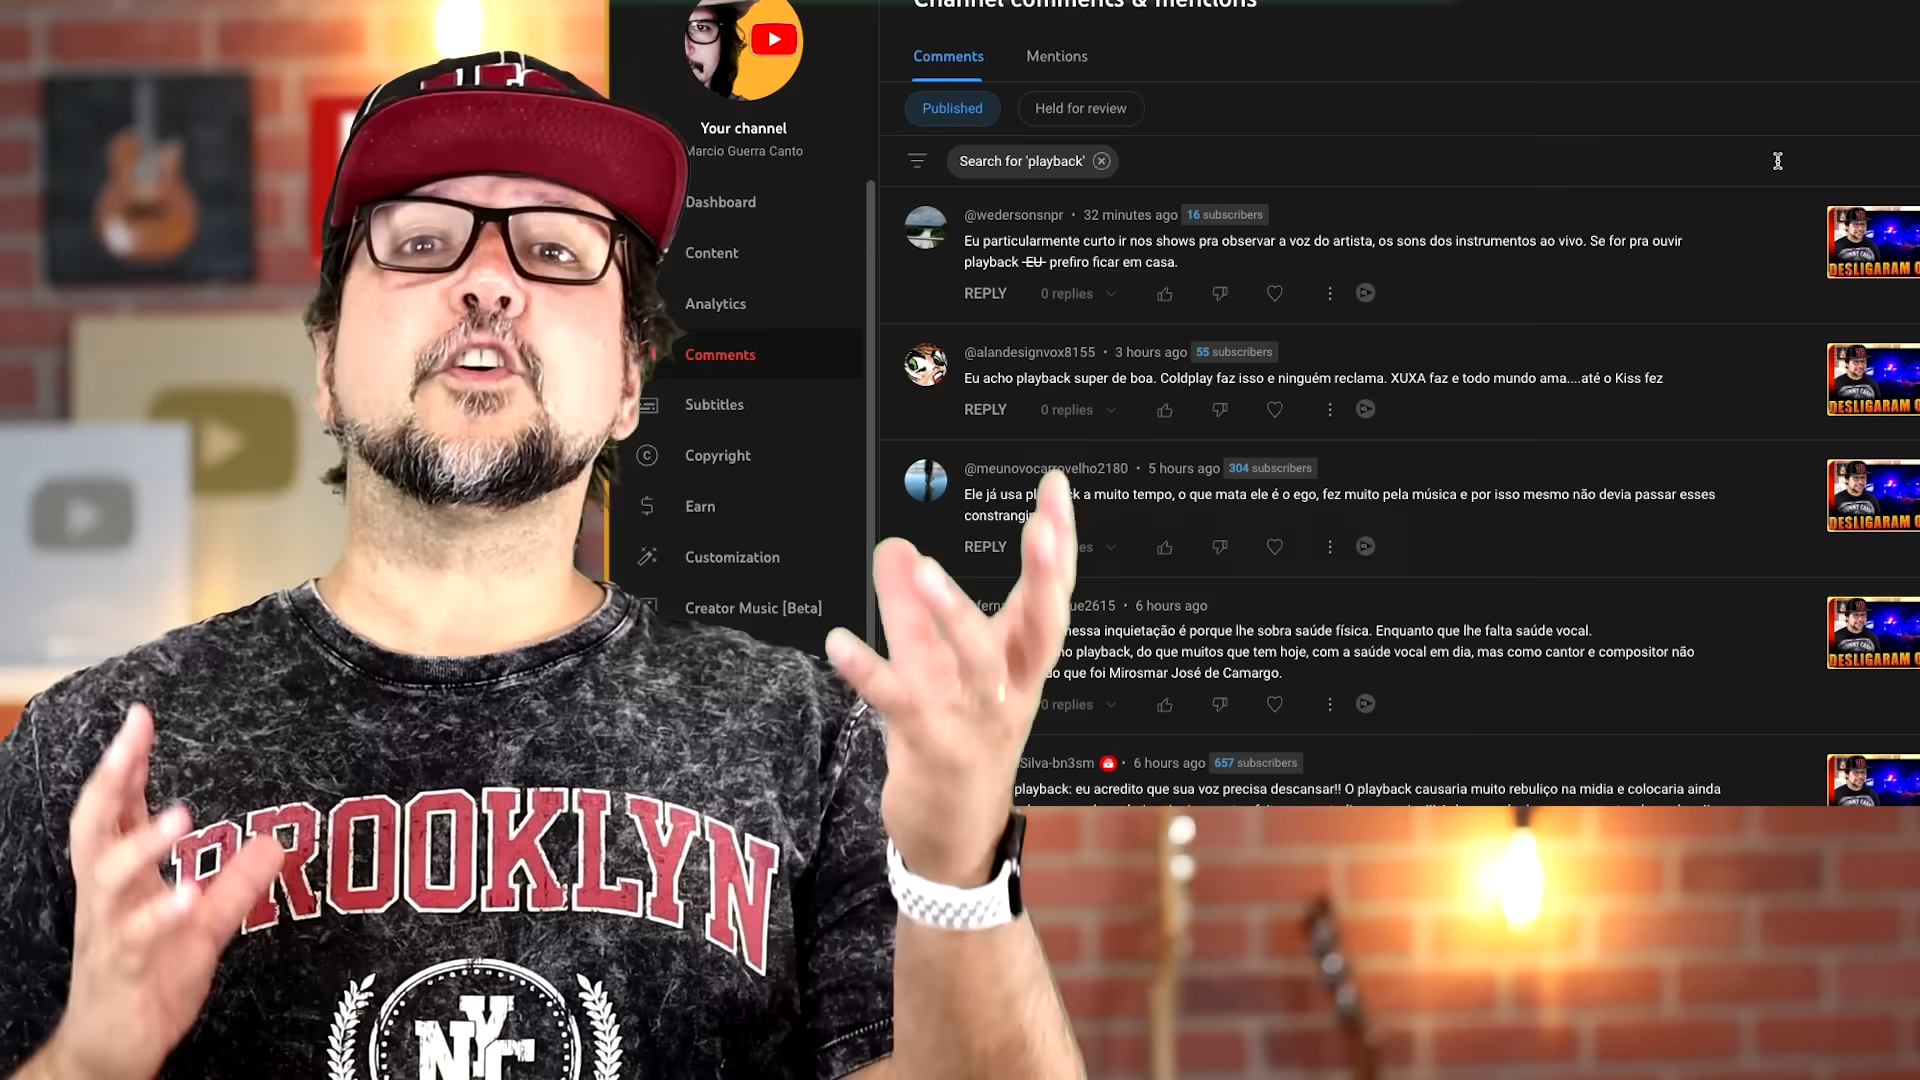 Channel comments & mentions
Comments
Mentions
Published
Held for review
Search for 'playback'
Your channel
Marcio Guerra Canto
Dashboard
Content
Analytics
Comments
Subtitles
Copyright
Earn
Customization
Creator Music [Beta]
@wedersonsnpr • 32 minutes ago 16 subscribers
Eu particularmente curto ir nos shows pra observar a voz do artista, os sons dos instrumentos ao vivo. Se for pra ouvir
playback EU prefiro ficar em casa.
REPLY 0 replies
DESLIGARAM O
@alandesignvox8155 • 3 hours ago 55 subscribers
Eu acho playback super de boa. Coldplay faz isso e ninguém reclama. XUXA faz e todo mundo ama....até o Kiss fez
REPLY 0 replies
DESLIGARAM O
@meunovocarrovelho2180 • 5 hours ago 304 subscribers
Ele já usa a muito tempo, o que mata ele é o ego, fez muito pela música e por isso mesmo não devia passar esses
REPLY
DESLIGARAM O
ue2615 • 6 hours ago
nessa inquietação é porque lhe sobra saúde física. Enquanto que lhe falta saúde vocal.
playback, do que muitos que tem hoje, com a saúde vocal em dia, mas como cantor e compositor não
que foi Mirosmar José de Camargo.
0 replies
DESLIGARAM O
Silva-bn3sm • 6 hours ago 657 subscribers
playback: eu acredito que sua voz precisa descansar!! O playback causaria muito rebuliço na midia e colocaria ainda
BROOKLYN
NYC